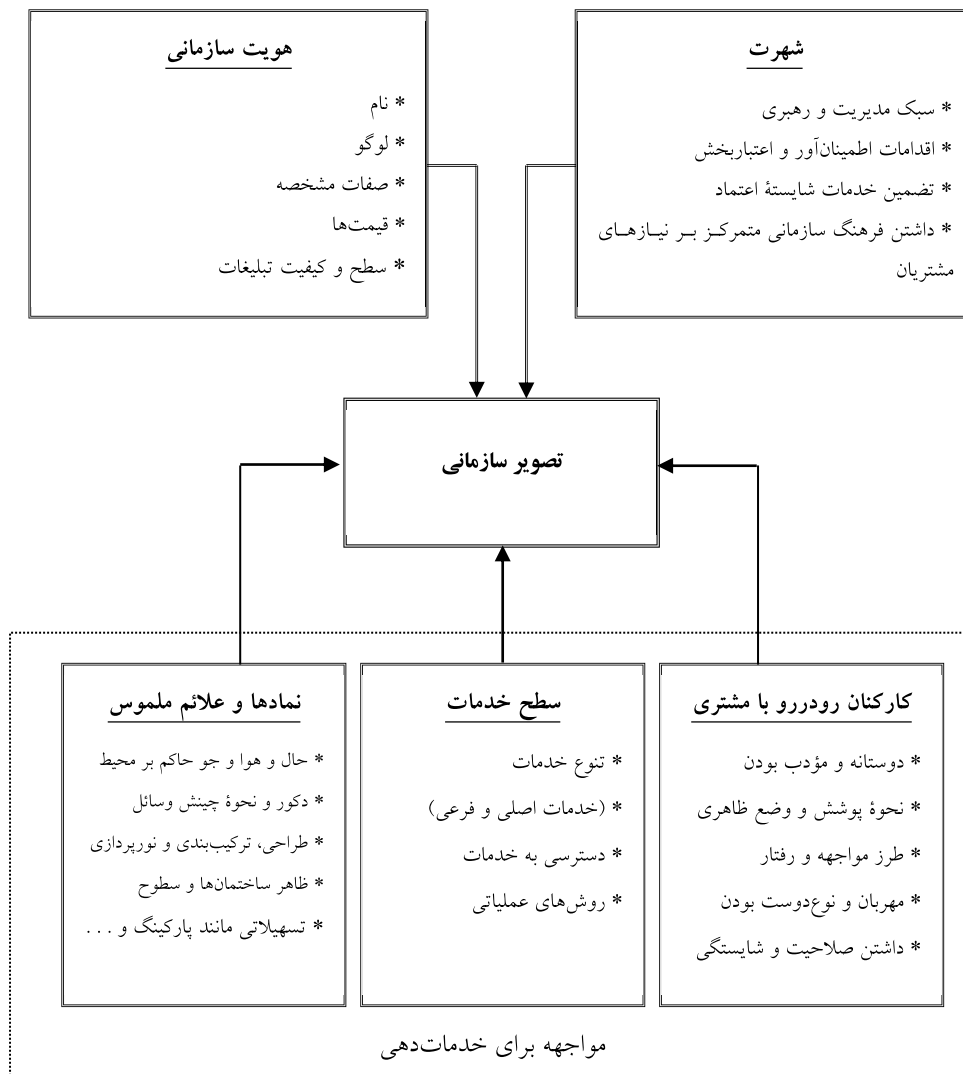 شهرت
* سبک مدیریت و رهبری
* اقدامات اطمینان‌آور و اعتباربخش
* تضمین خدمات شایستهٔ اعتماد
* داشتن فرهنگ سازمانی متمرکز بر نیازهای
مشتریان
هویت سازمانی
* نام
* لوگو
* صفات مشخصه
* قیمت‌ها
* سطح و کیفیت تبلیغات
تصویر سازمانی
کارکنان رودررو با مشتری
* دوستانه و مؤدب بودن
* نحوهٔ پوشش و وضع ظاهری
* طرز مواجهه و رفتار
* مهربان و نوع‌دوست بودن
* داشتن صلاحیت و شایستگی
سطح خدمات
* تنوع خدمات
* (خدمات اصلی و فرعی)
* دسترسی به خدمات
* روش‌های عملیاتی
نمادها و علائم ملموس
* حال و هوا و جو حاکم بر محیط
* دکور و نحوهٔ چینش وسائل
* طراحی، ترکیب‌بندی و نورپردازی
* ظاهر ساختمان‌ها و سطوح
* تسهیلاتی مانند پارکینگ و . . .
مواجهه برای خدمات‌دهی